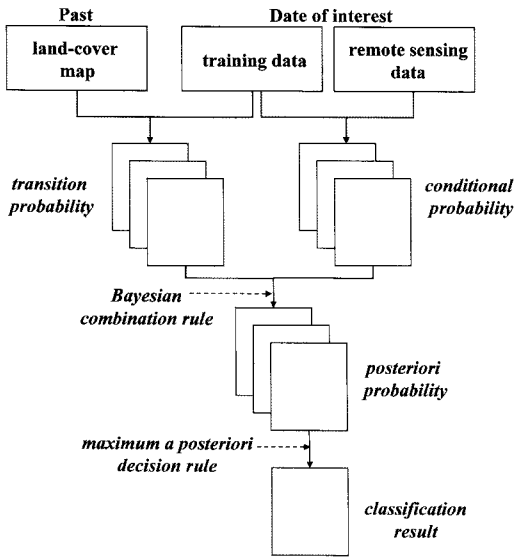 Past
Date of interest
land-cover
map
training data
remote sensing
data
transition
probability
conditional
probability
Bayesian
combination rule
posteriori
probability
maximum a posteriori
decision rule
classification
result